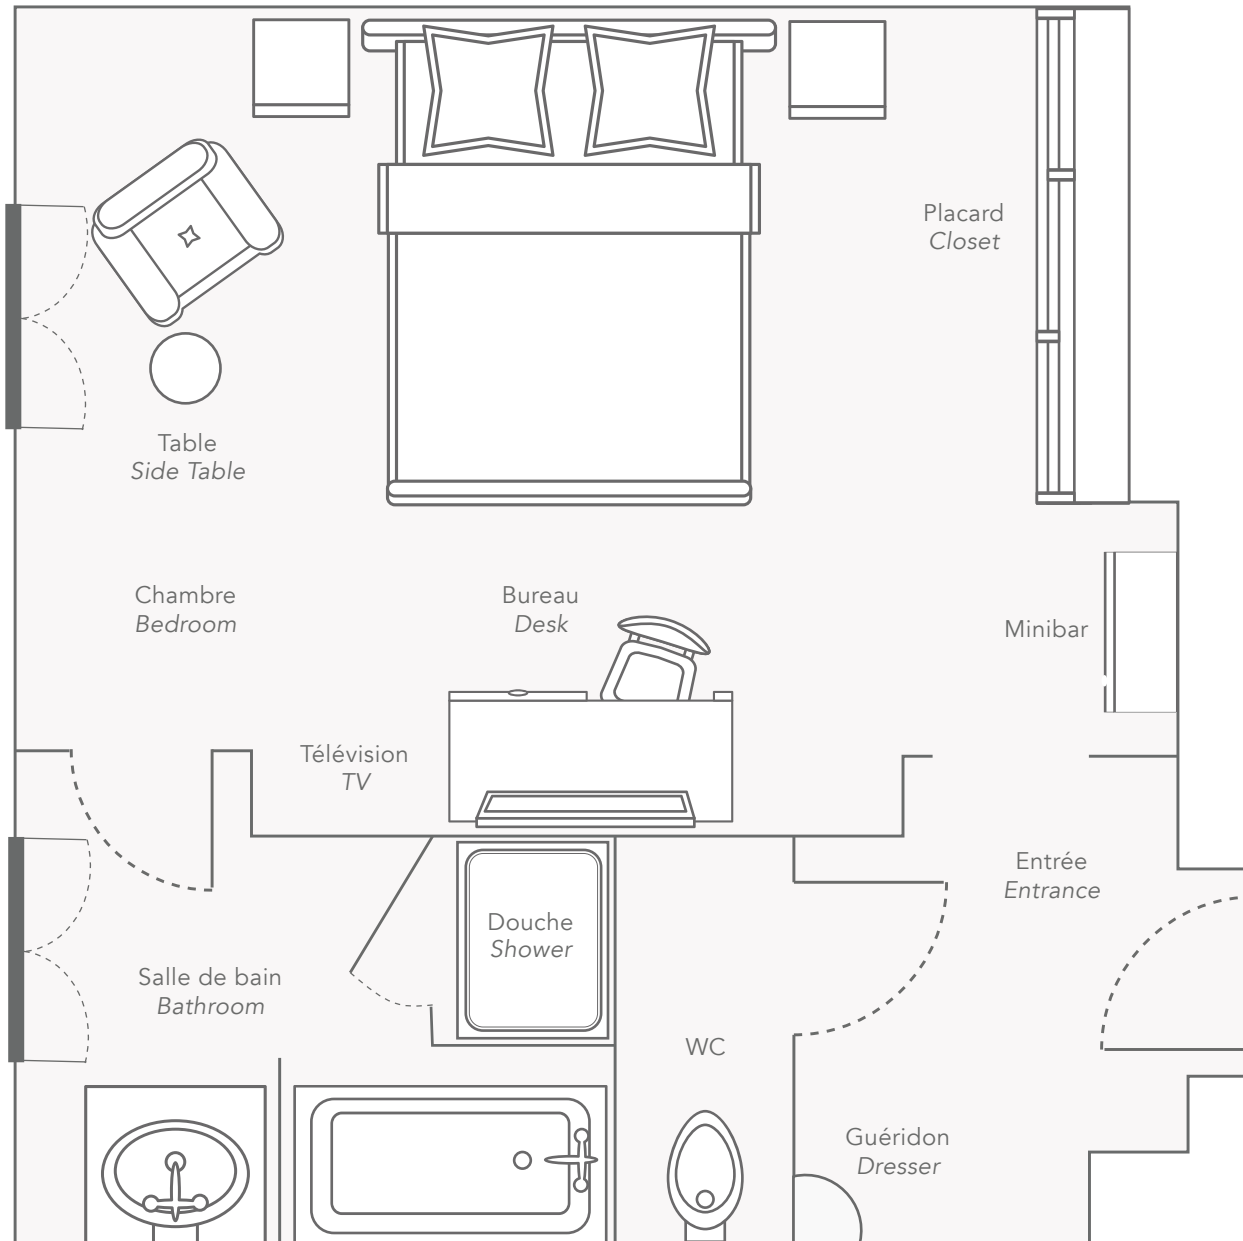 Placard
Closet
Table
Side Table
Chambre
Bedroom
Bureau
Desk
Minibar
Télévision
TV
Entrée
Entrance
Douche
Shower
Salle de bain
Bathroom
WC
Guéridon
Dresser